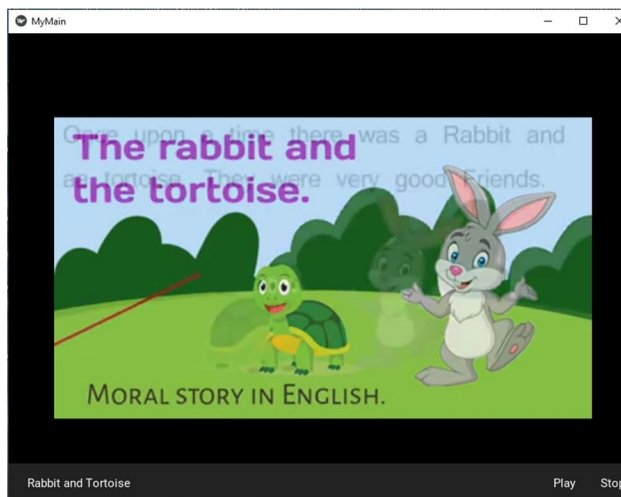 MyMain
Once upon a time there was a Rabbit and
The rabbit and
tortoise. They were very good Friends.
the tortoise.
MORAL STORY IN ENGLISH.
Rabbit and Tortoise
Play
Stop